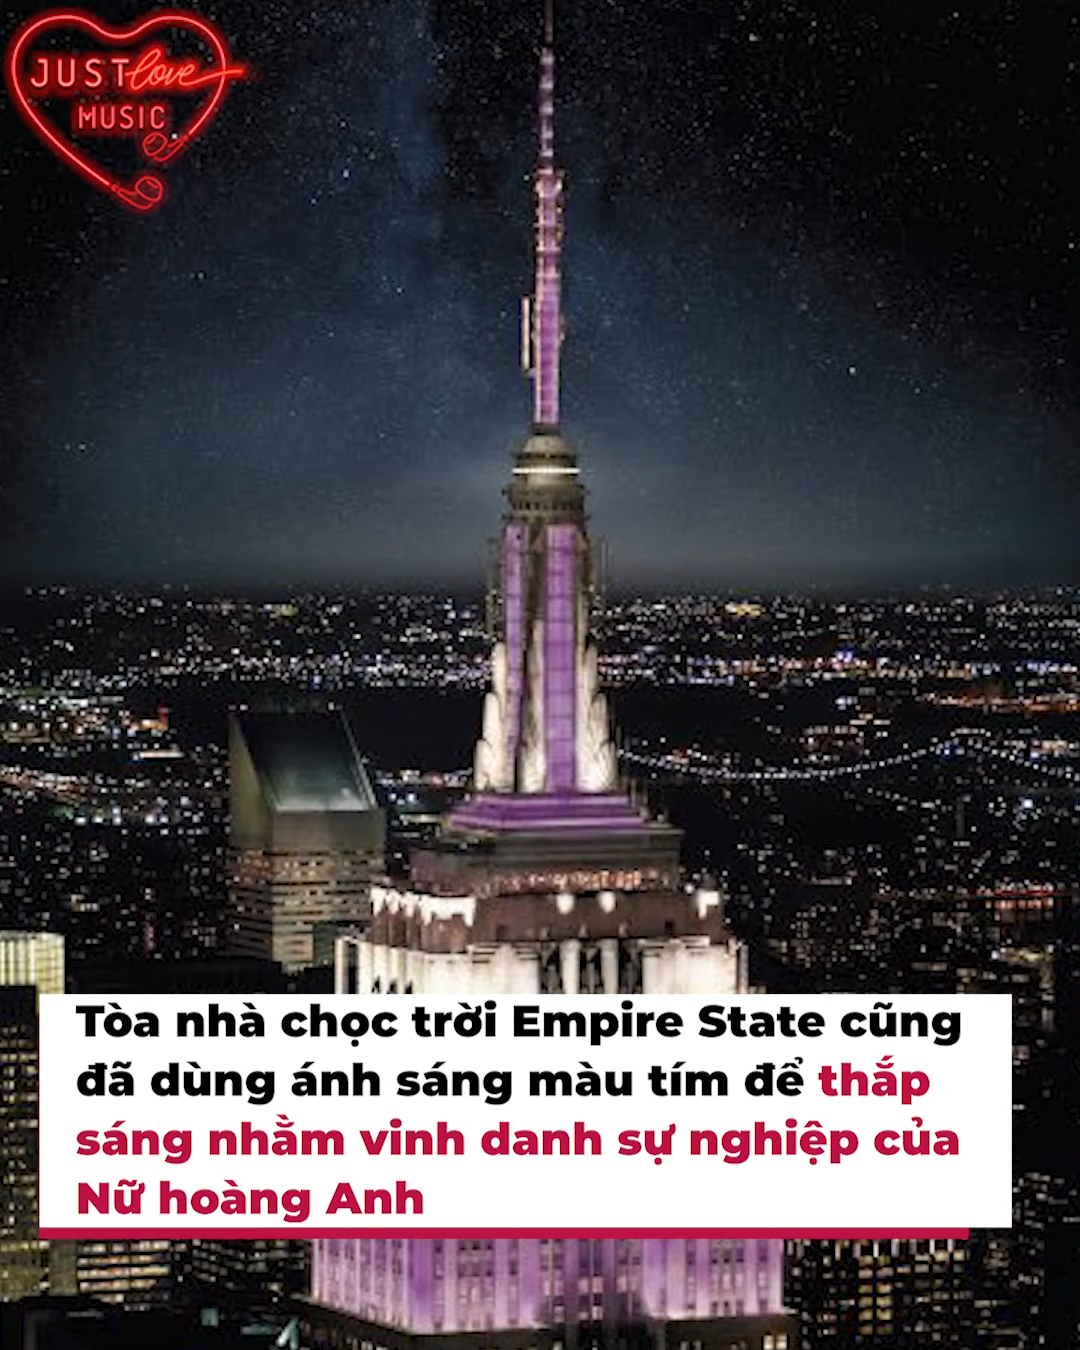 JUST love
MUSIC
Tòa nhà chọc trời Empire State cũng
đã dùng ánh sáng màu tím để thắp
sáng nhằm vinh danh sự nghiệp của
Nữ hoàng Anh